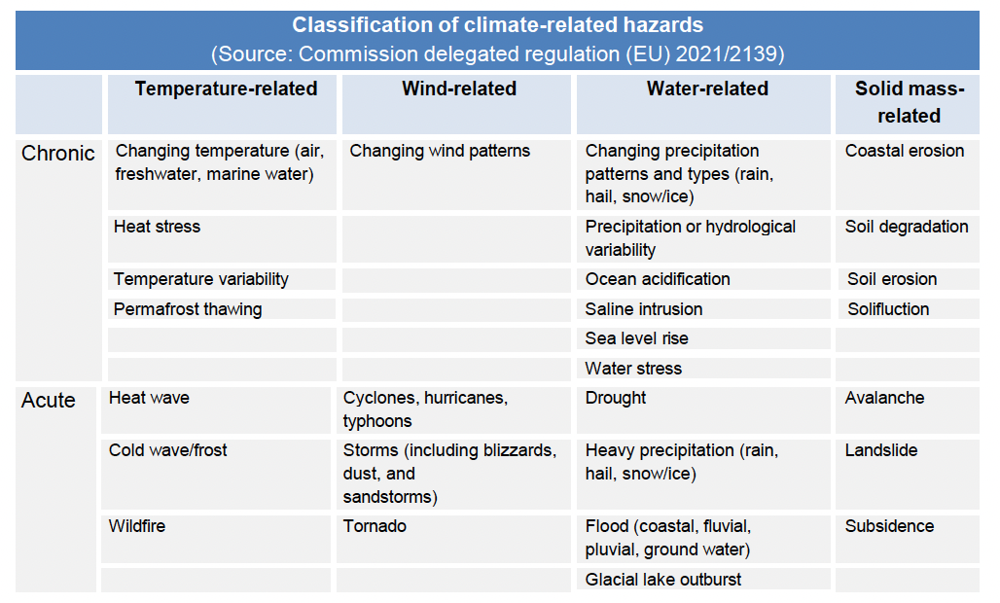 Classification of climate-related hazards
(Source: Commission delegated regulation (EU) 2021/2139)
Temperature-related
Wind-related
Water-related
Solid mass-
related
Chronic
Changing temperature (air,
freshwater, marine water)
Changing wind patterns
Changing precipitation
patterns and types (rain,
hail, snow/ice)
Coastal erosion
Heat stress
Precipitation or hydrological
variability
Soil degradation
Temperature variability
Ocean acidification
Soil erosion
Permafrost thawing
Saline intrusion
Solifluction
Sea level rise
Water stress
Acute
Heat wave
Cyclones, hurricanes,
typhoons
Drought
Avalanche
Cold wave/frost
Storms (including blizzards,
dust, and
sandstorms)
Heavy precipitation (rain,
hail, snow/ice)
Landslide
Wildfire
Tornado
Flood (coastal, fluvial,
pluvial, ground water)
Subsidence
Glacial lake outburst